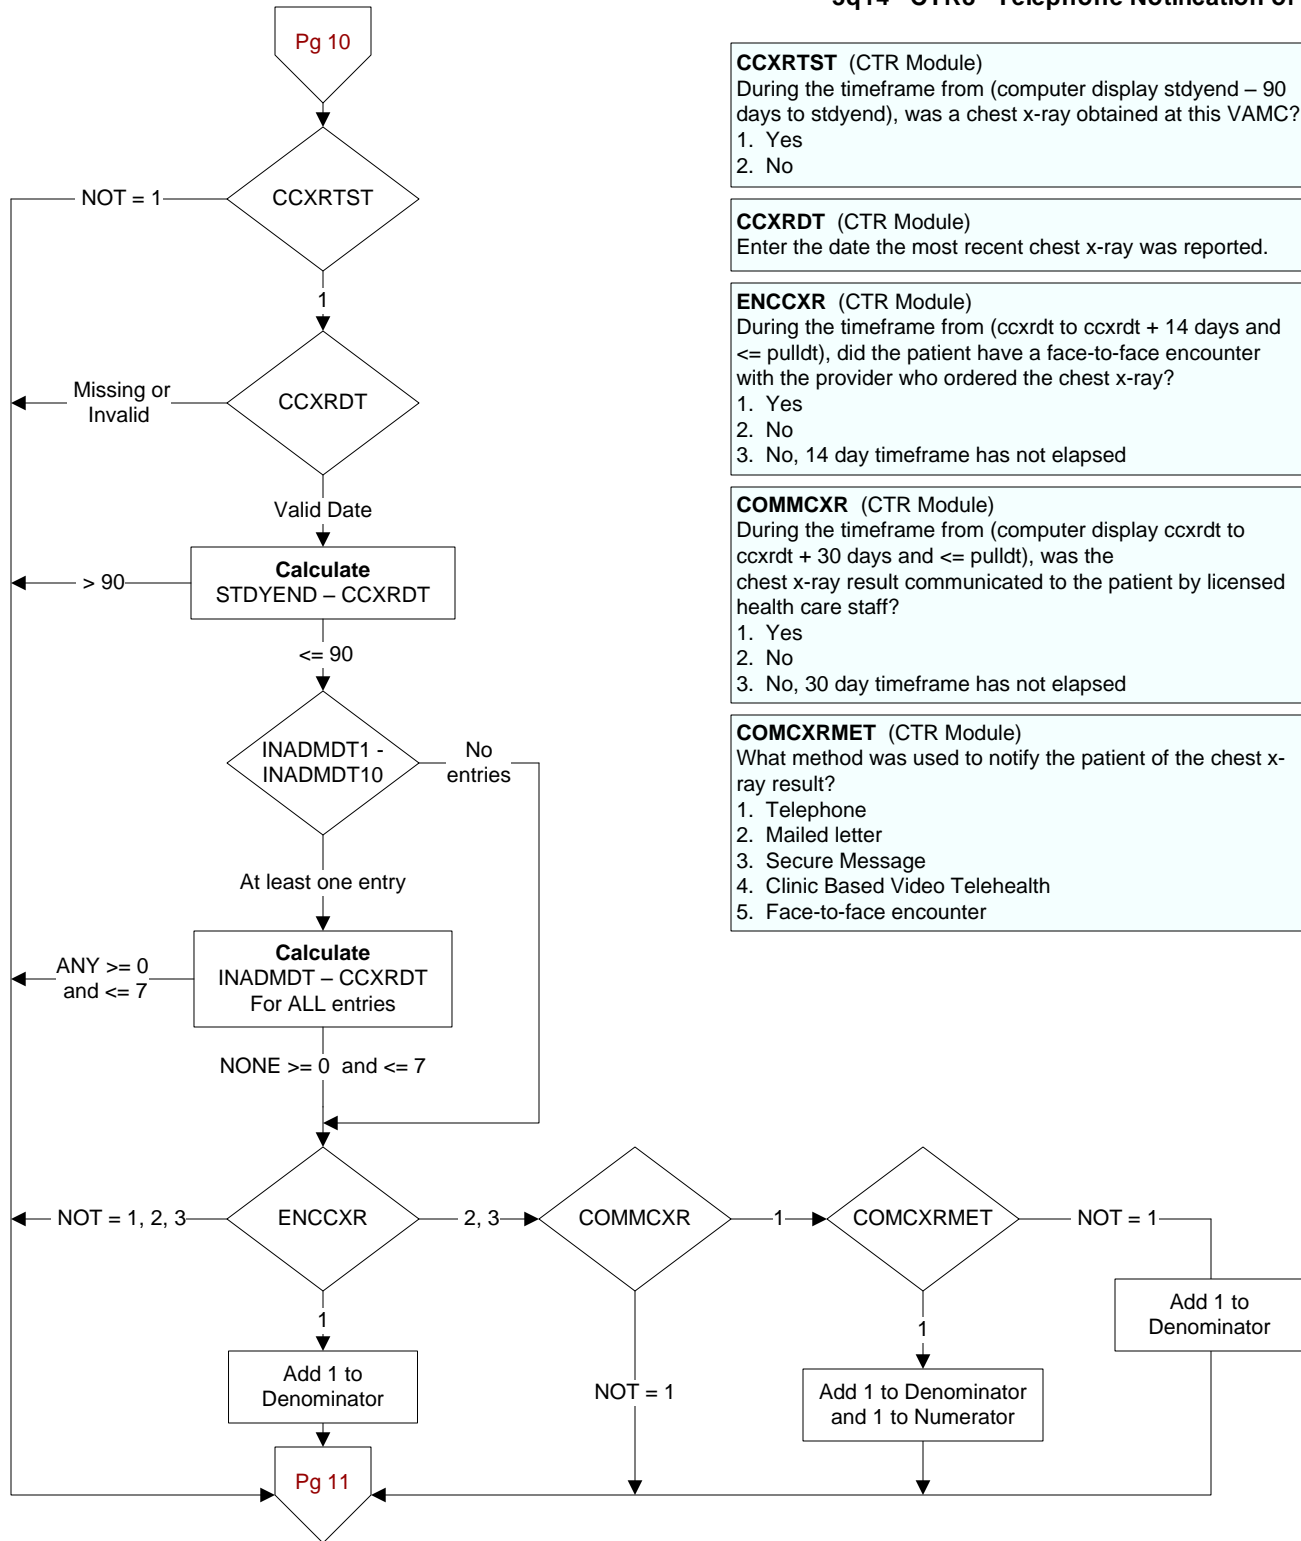 3q14 - CTR8 - Telephone Notification of
Pg 10
CCXRTST (CTR Module)
During the timeframe from (computer display stdyend – 90
days to stdyend), was a chest x-ray obtained at this VAMC?
1. Yes
2. No
CCXRDT (CTR Module)
Enter the date the most recent chest x-ray was reported.
ENCCXR (CTR Module)
During the timeframe from (ccxrdt to ccxrdt + 14 days and
<= pulldt), did the patient have a face-to-face encounter
with the provider who ordered the chest x-ray?
1. Yes
2. No
3. No, 14 day timeframe has not elapsed
COMMCXR (CTR Module)
During the timeframe from (computer display ccxrdt to
ccxrdt + 30 days and <= pulldt), was the
chest x-ray result communicated to the patient by licensed
health care staff?
1. Yes
2. No
3. No, 30 day timeframe has not elapsed
COMCXRMET (CTR Module)
What method was used to notify the patient of the chest x-
ray result?
1. Telephone
2. Mailed letter
3. Secure Message
4. Clinic Based Video Telehealth
5. Face-to-face encounter
NOT = 1
CCXRTST
1
Missing or
Invalid
CCXRDT
Valid Date
Calculate
STDYEND – CCXRDT
> 90
<= 90
INADMDT1 -
INADMDT10
No
entries
At least one entry
Calculate
INADMDT – CCXRDT
For ALL entries
ANY >= 0
and <= 7
NONE >= 0 and <= 7
NOT = 1, 2, 3
ENCCXR
2, 3
COMMCXR
1
COMCXRMET
NOT = 1
Add 1 to
Denominator
1
Add 1 to
Denominator
NOT = 1
1
Add 1 to Denominator
and 1 to Numerator
Pg 11